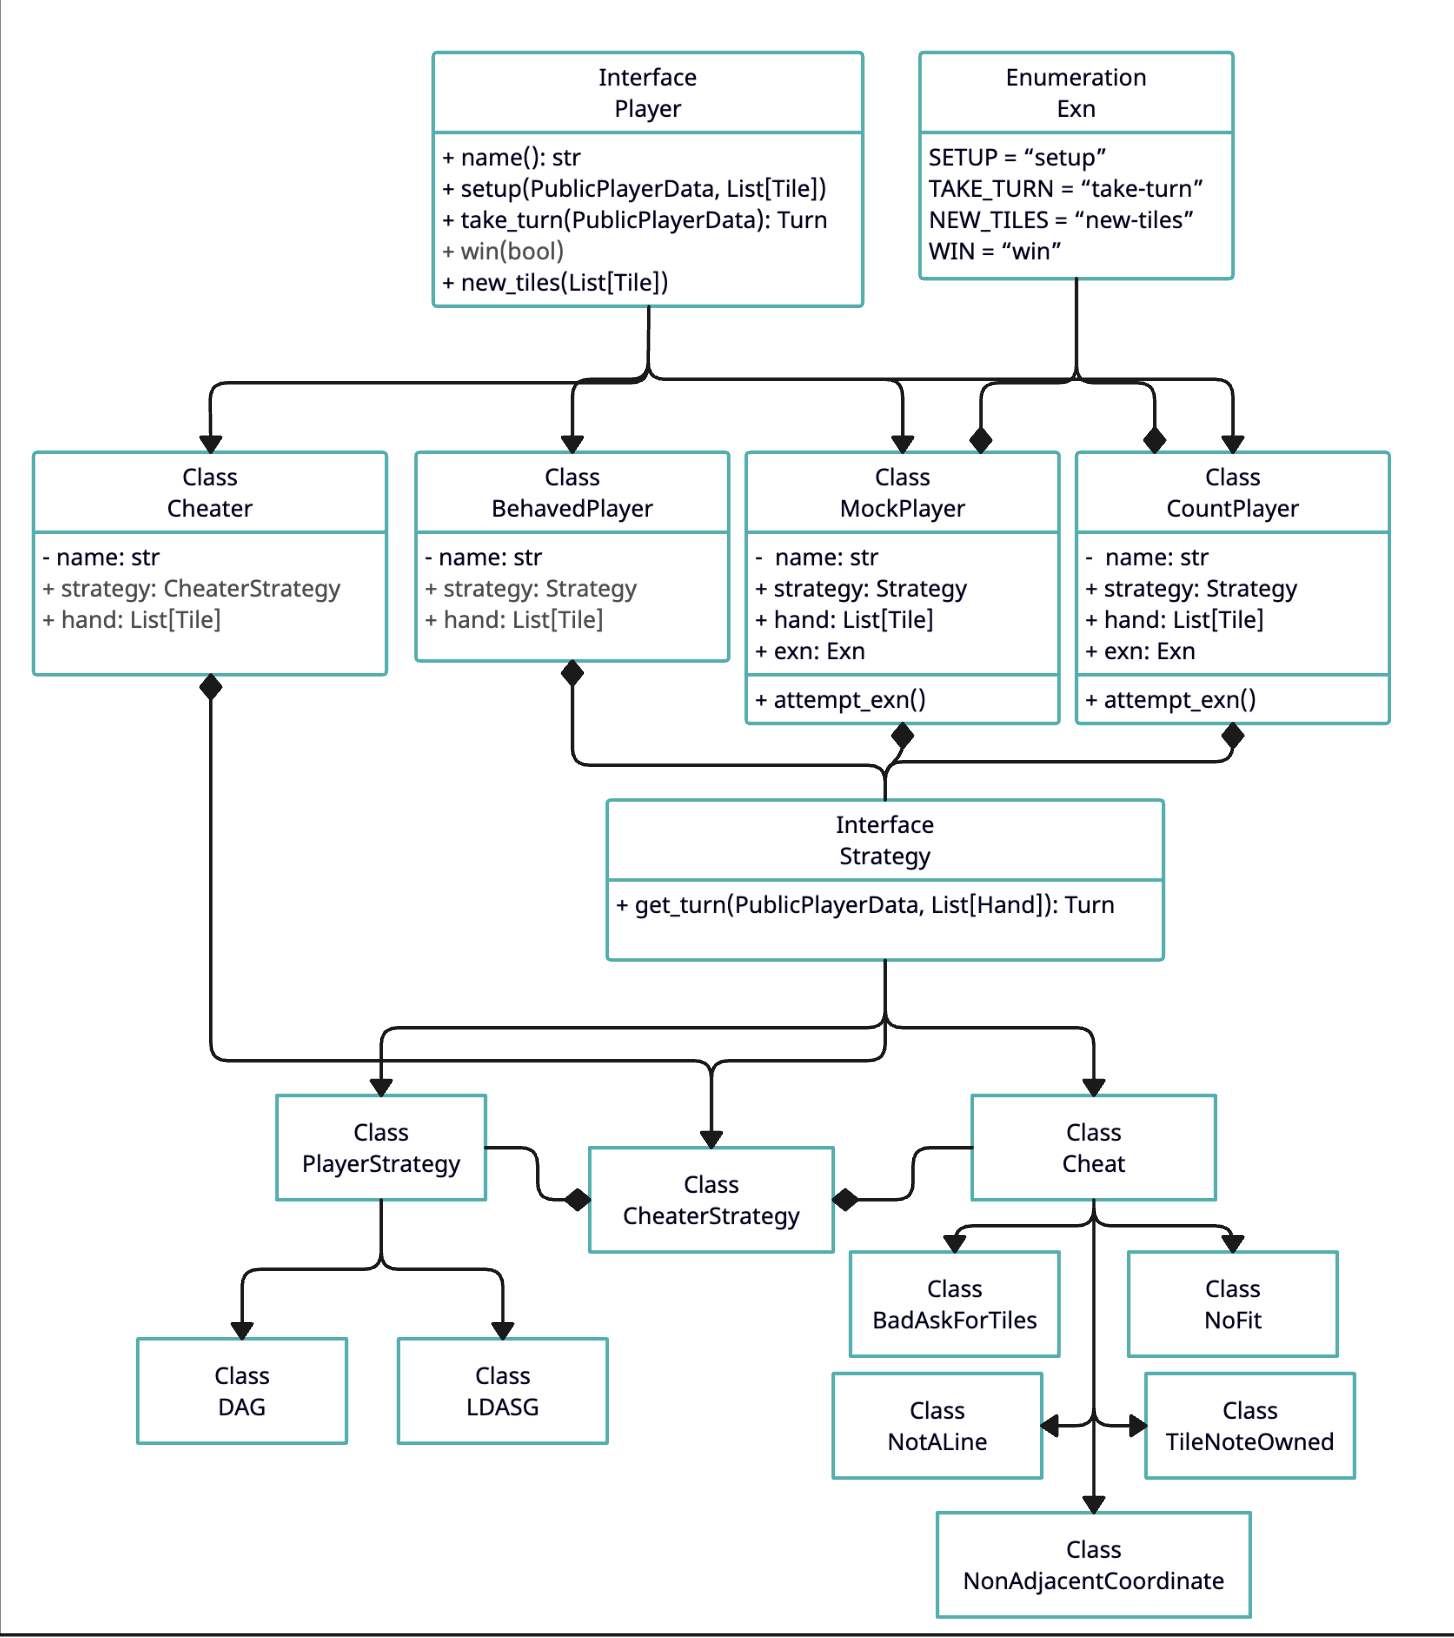 Interface
Player
+ name(): str
+ setup(PublicPlayerData, List[Tile])
+ take_turn(PublicPlayerData): Turn
+ win(bool)
+ new_tiles(List[Tile])
Enumeration
Exn
SETUP = “setup”
TAKE_TURN = “take-turn”
NEW_TILES = “new-tiles”
WIN = “win”
Class
Cheater
- name: str
+ strategy: CheaterStrategy
+ hand: List[Tile]
Class
BehavedPlayer
- name: str
+ strategy: Strategy
+ hand: List[Tile]
Class
MockPlayer
-  name: str
+ strategy: Strategy
+ hand: List[Tile]
+ exn: Exn
+ attempt_exn()
Class
CountPlayer
-  name: str
+ strategy: Strategy
+ hand: List[Tile]
+ exn: Exn
+ attempt_exn()
Interface
Strategy
+ get_turn(PublicPlayerData, List[Hand]): Turn
Class
PlayerStrategy
Class
CheaterStrategy
Class
Cheat
Class
BadAskForTiles
Class
NoFit
Class
DAG
Class
LDASG
Class
NotALine
Class
TileNoteOwned
Class
NonAdjacentCoordinate